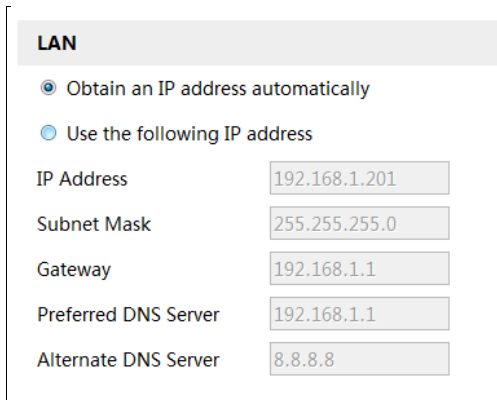 LAN
Obtain an IP address automatically
Use the following IP address
IP Address 192.168.1.201
Subnet Mask 255.255.255.0
Gateway 192.168.1.1
Preferred DNS Server 192.168.1.1
Alternate DNS Server 8.8.8.8